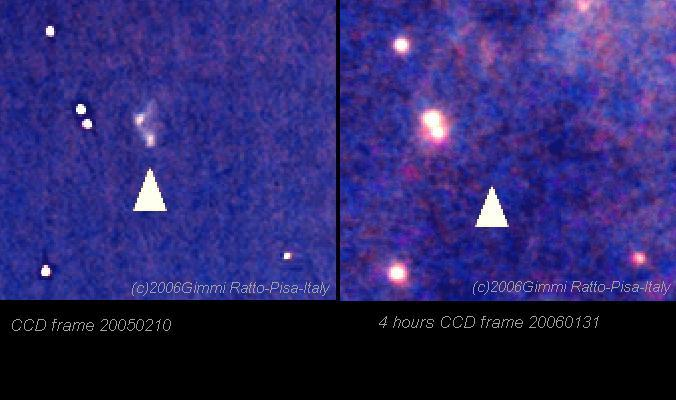 (c)2006Gimmi Ratto-Pisa-Italy
(c)2006Gimmi Ratto-Pisa-Italy
CCD frame 20050210
4 hours CCD frame 20060131